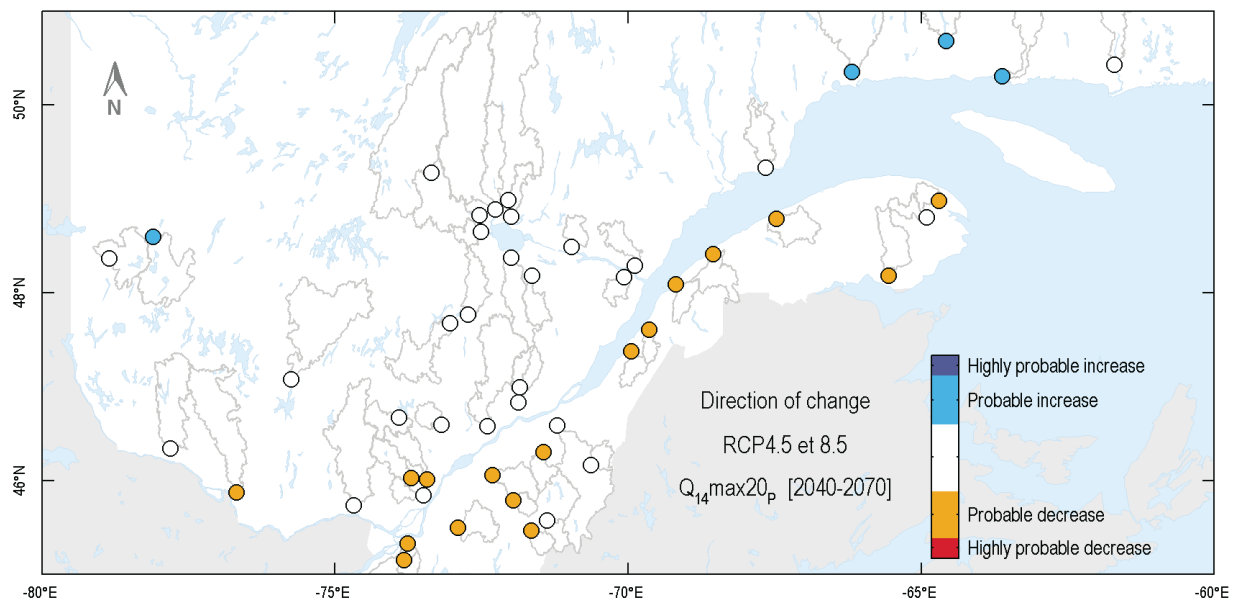 50°N
48°N
46°N
N
Highly probable increase
Probable increase
Probable decrease
Highly probable decrease
Direction of change
RCP4.5 et 8.5
Q14max20P [2040-2070]
-80°E
-75°E
-70°E
-65°E
-60°E